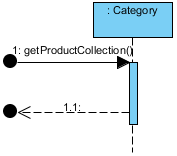 : Category
1: getProductCollection()
1.1: